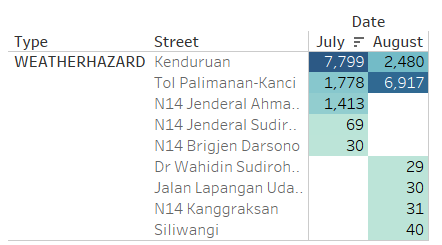 Date
Type Street July August
WEATHERHAZARD Kenduruan 7,799 2,480
Tol Palimanan-Kanci 1,778 6,917
N14 Jenderal Ahma.. 1,413
N14 Jenderal Sudir.. 69
N14 Brigjen Darsono 30
Dr Wahidin Sudiroh.. 29
Jalan Lapangan Uda.. 30
N14 Kanggraksan 31
Siliwangi 40